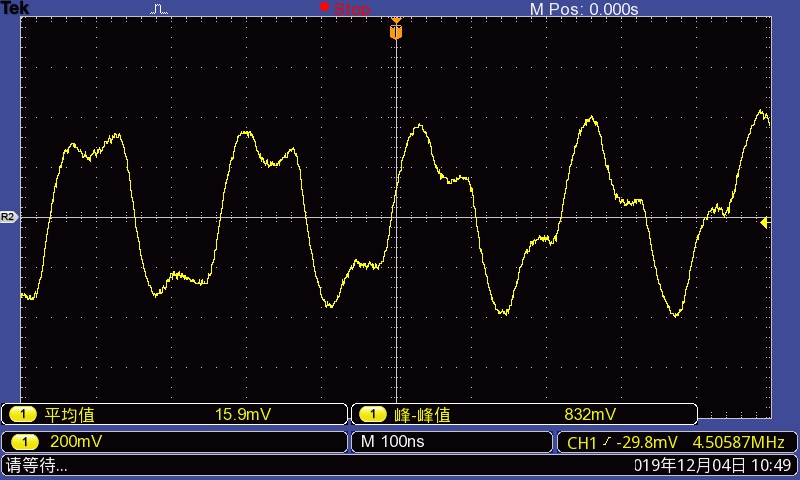 Tek Stop M Pos: 0.000s
T
R2
1 平均值 15.9mV 1 峰-峰值 832mV
1 200mV M 100ns CH1 -29.8mV 4.50587MHz
请等待... 019年12月04日 10:49